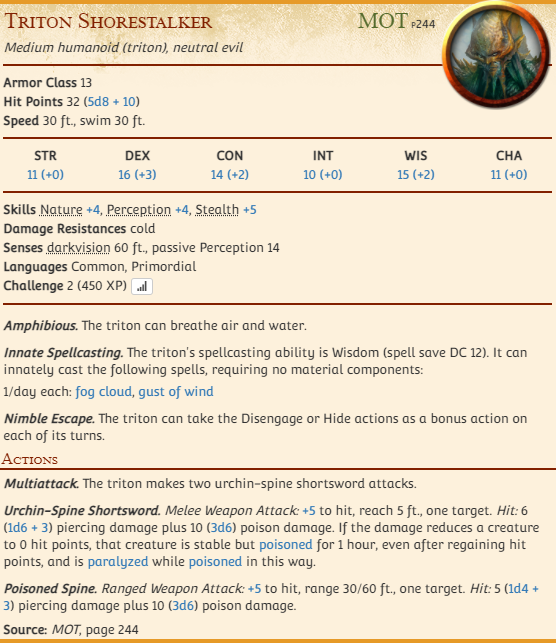 Triton Shorestalker MOT p244
Medium humanoid (triton), neutral evil
Armor Class 13
Hit Points 32 (5d8 + 10)
Speed 30 ft., swim 30 ft.
STR DEX CON INT WIS CHA
11 (+0) 16 (+3) 14 (+2) 10 (+0) 15 (+2) 11 (+0)
Skills Nature +4, Perception +4, Stealth +5
Damage Resistances cold
Senses darkvision 60 ft., passive Perception 14
Languages Common, Primordial
Challenge 2 (450 XP)
Amphibious. The triton can breathe air and water.
Innate Spellcasting. The triton's spellcasting ability is Wisdom (spell save DC 12). It can
innately cast the following spells, requiring no material components:
1/day each: fog cloud, gust of wind
Nimble Escape. The triton can take the Disengage or Hide actions as a bonus action on
each of its turns.
Actions
Multiattack. The triton makes two urchin-spine shortsword attacks.
Urchin-Spine Shortsword. Melee Weapon Attack: +5 to hit, reach 5 ft., one target. Hit: 6
(1d6 + 3) piercing damage plus 10 (3d6) poison damage. If the damage reduces a creature
to 0 hit points, that creature is stable but poisoned for 1 hour, even after regaining hit
points, and is paralyzed while poisoned in this way.
Poisoned Spine. Ranged Weapon Attack: +5 to hit, range 30/60 ft., one target. Hit: 5 (1d4 +
3) piercing damage plus 10 (3d6) poison damage.
Source: MOT, page 244